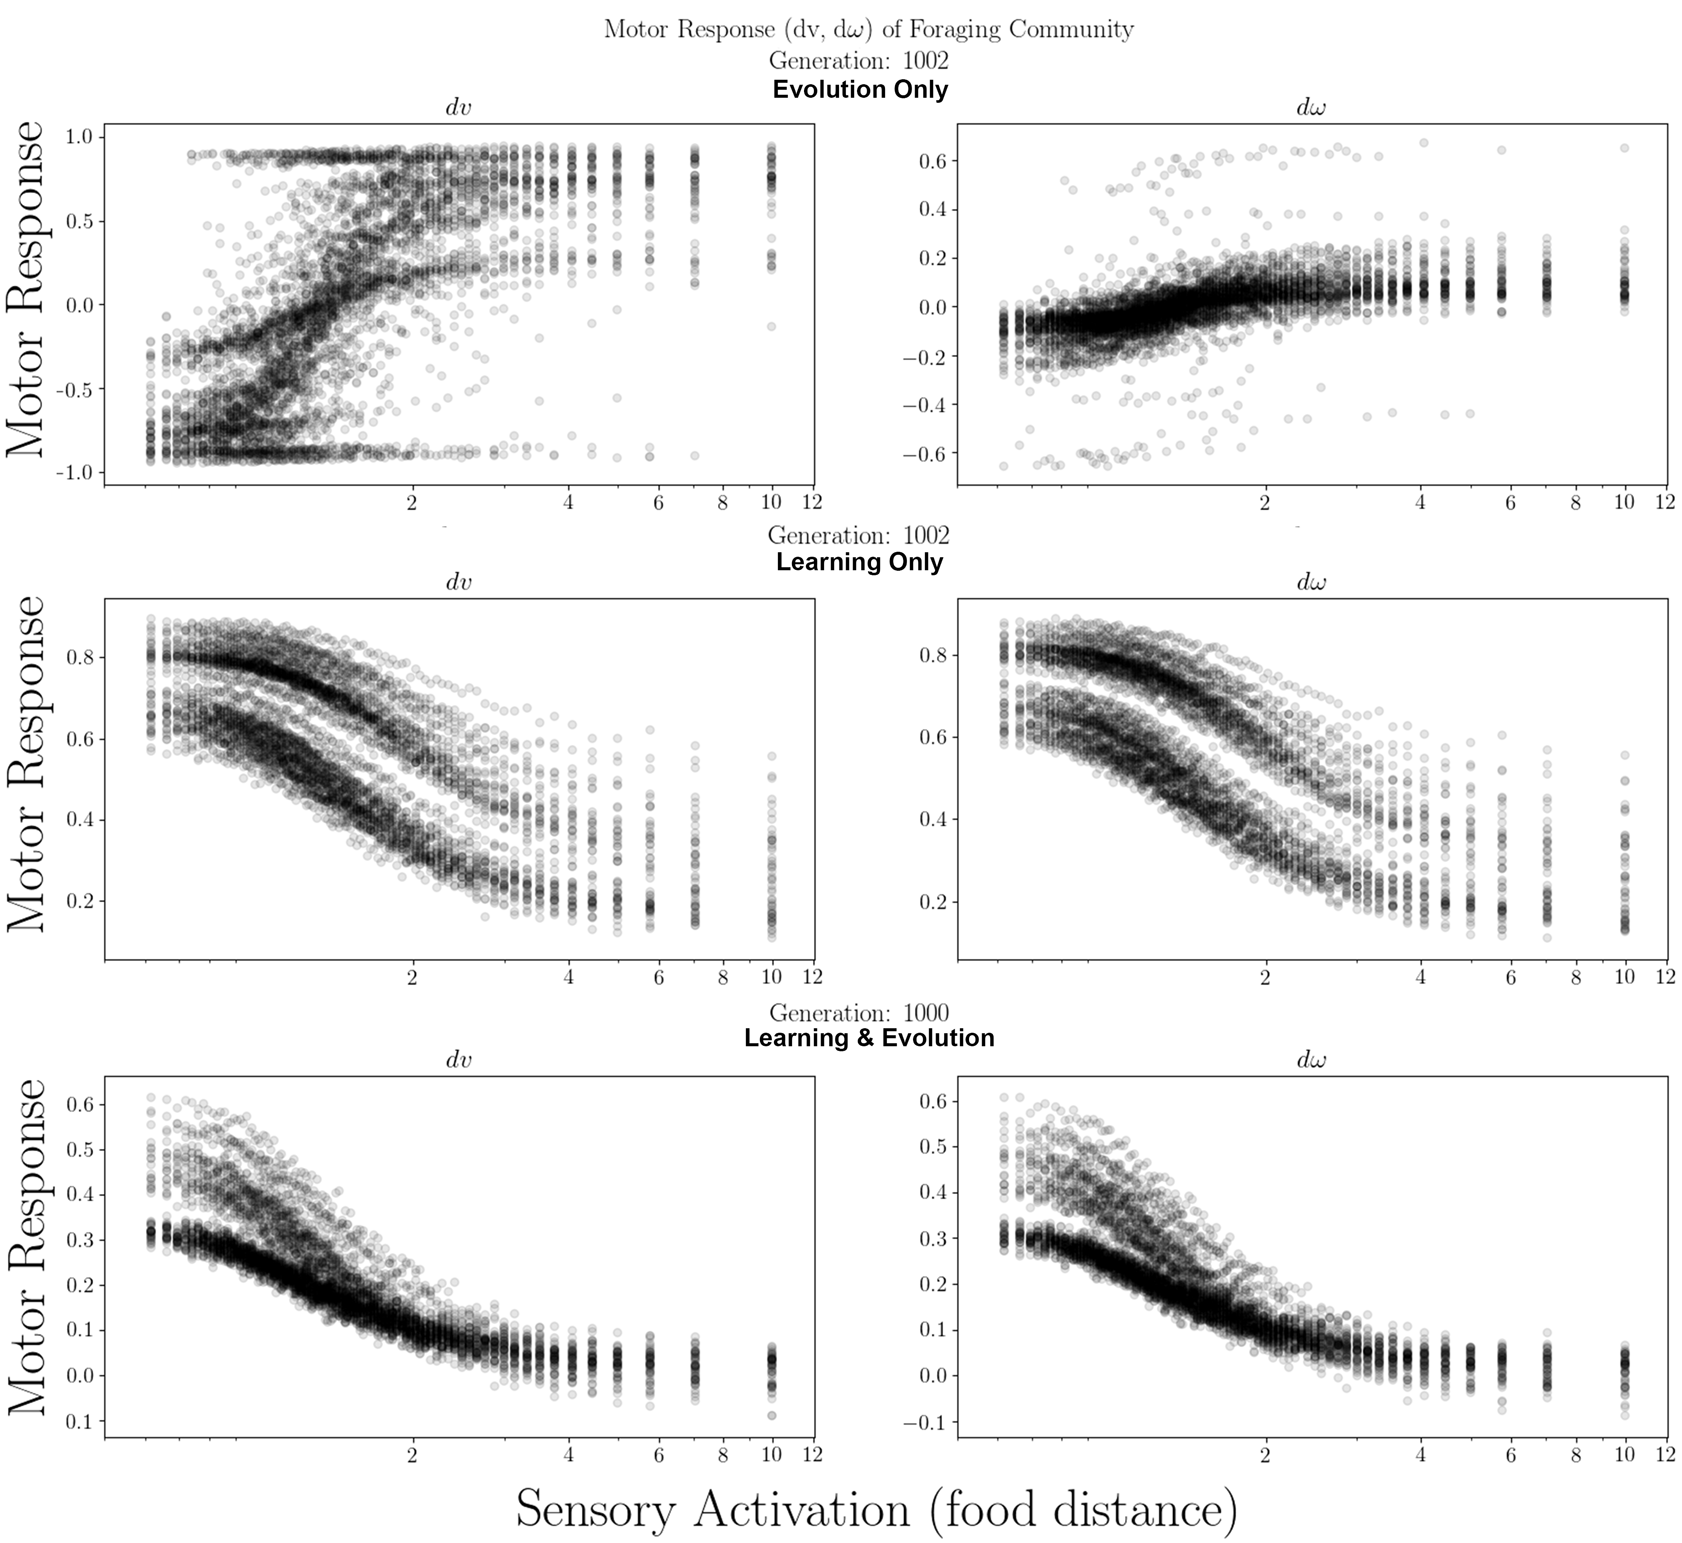 Motor Response (dv, dω) of Foraging Community
Generation: 1002
Evolution Only
dv
dω
Motor Response
1.0
0.5
0.0
-0.5
-1.0
2 4 6 8 10 12
0.6
0.4
0.2
0.0
−0.2
−0.4
−0.6
2 4 6 8 10 12
Generation: 1002
Learning Only
dv
dω
Motor Response
0.8
0.6
0.4
0.2
2 4 6 8 10 12
0.8
0.6
0.4
0.2
2 4 6 8 10 12
Generation: 1000
Learning & Evolution
dv
dω
Motor Response
0.6
0.5
0.4
0.3
0.2
0.1
0.0
0.1
2 4 6 8 10 12
0.6
0.5
0.4
0.3
0.2
0.1
0.0
−0.1
2 4 6 8 10 12
Sensory Activation (food distance)